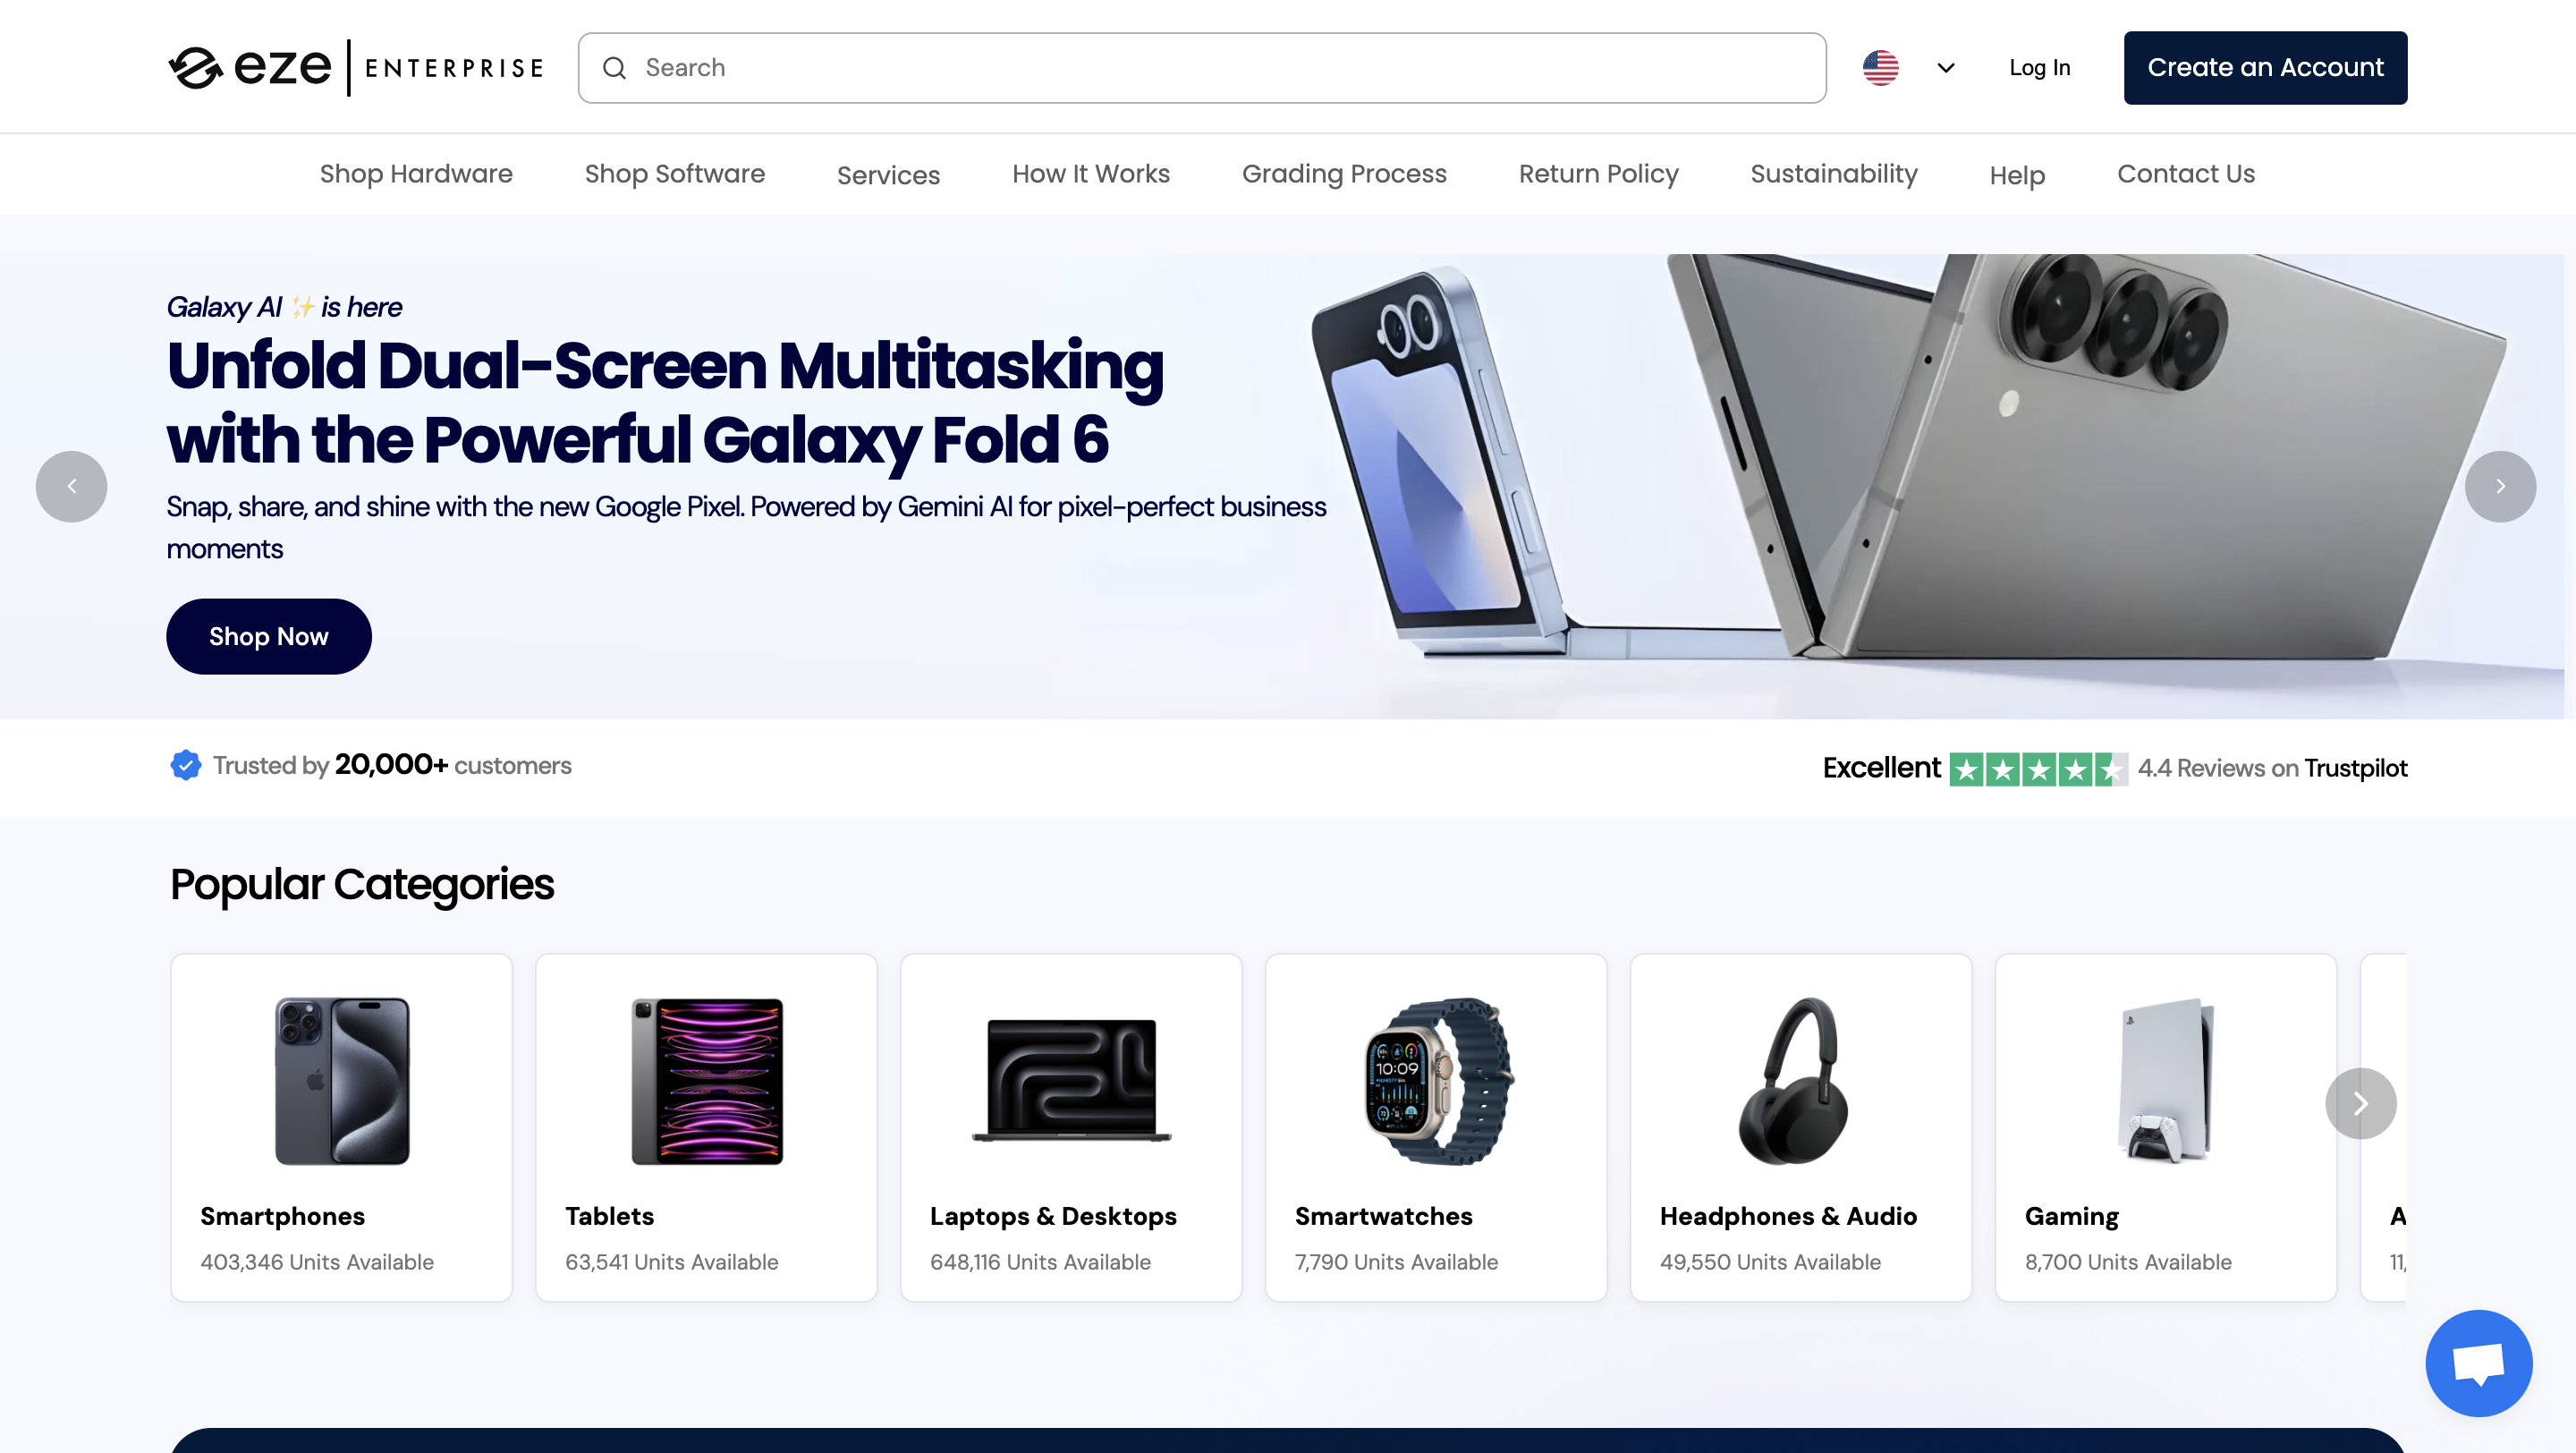 eze | ENTERPRISE
Search
Log In
Create an Account
Shop Hardware
Shop Software
Services
How It Works
Grading Process
Return Policy
Sustainability
Help
Contact Us
Galaxy AI ✨ is here
Unfold Dual-Screen Multitasking
with the Powerful Galaxy Fold 6
Snap, share, and shine with the new Google Pixel. Powered by Gemini AI for pixel-perfect business
moments
Shop Now
Trusted by 20,000+ customers
Excellent 4.4 Reviews on Trustpilot
Popular Categories
10:09
Smartphones
403,346 Units Available
Tablets
63,541 Units Available
Laptops & Desktops
648,116 Units Available
Smartwatches
7,790 Units Available
Headphones & Audio
49,550 Units Available
Gaming
8,700 Units Available
A
11,